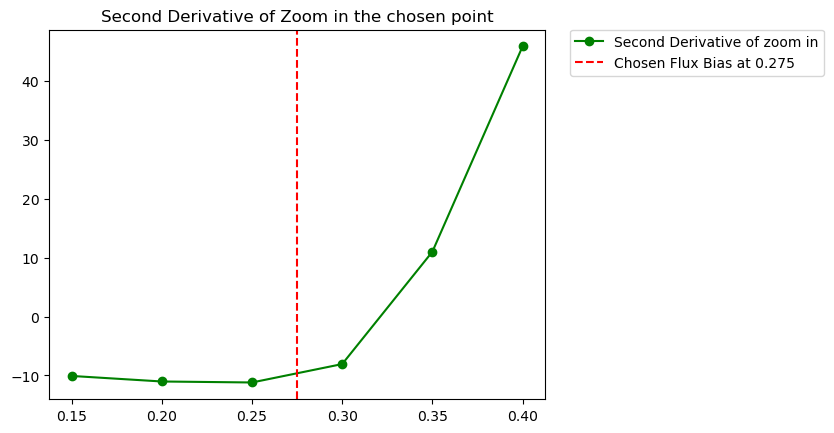 Second Derivative of Zoom in the chosen point
Second Derivative of zoom in
Chosen Flux Bias at 0.275
40
30
20
10
0
−10
0.15 0.20 0.25 0.30 0.35 0.40